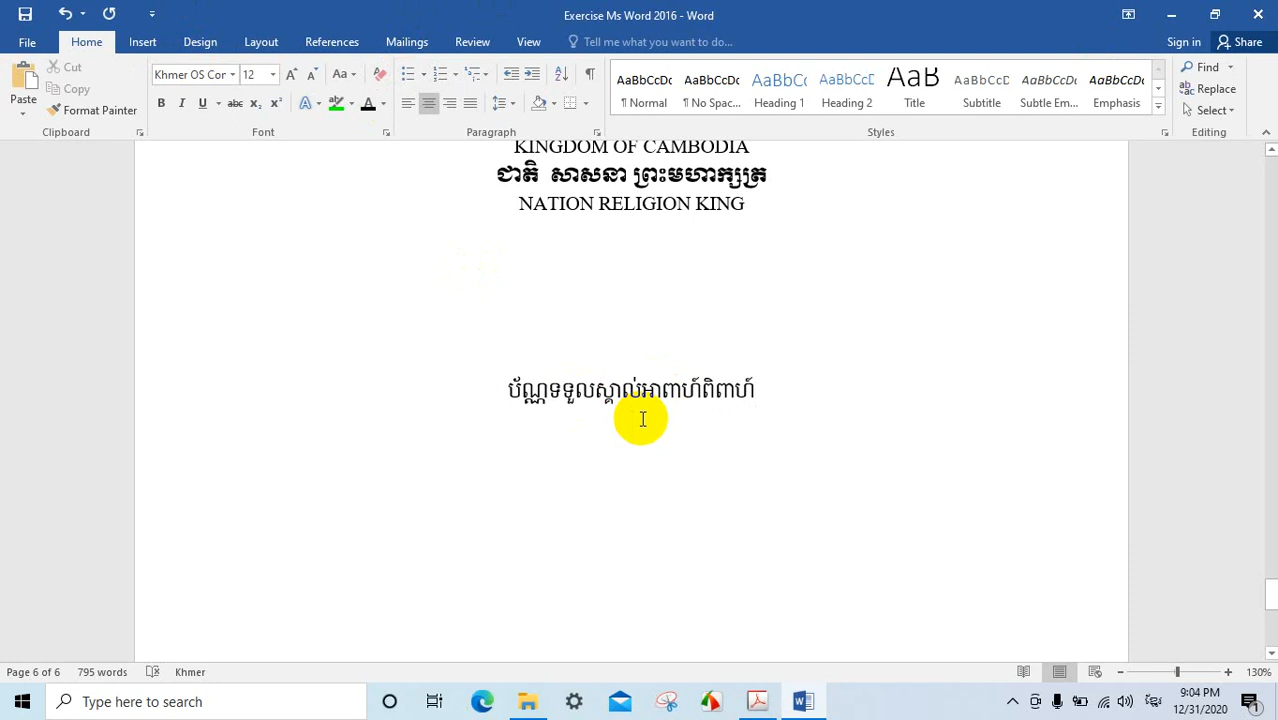 Exercise Ms Word 2016 - Word
File
Home
Insert
Design
Layout
References
Mailings
Review
View
Tell me what you want to do...
Sign in
Share
Paste
Cut
Copy
Format Painter
Clipboard
Khmer OS Cor
12
Font
Paragraph
AaBbCcDc
¶ Normal
AaBbCcDc
¶ No Spac...
AaBbCc
Heading
AaBbCcD
Heading 2
AaB
Title
AaBbCcD
Subtitle
AaBbCcDc
Subtle Em...
AaBbCcDc
Emphasis
Styles
Find
Replace
Select
Editing
KINGDOM OF CAMBODIA
ជាតិ សាសនា ព្រះមហាក្សត្រ
NATION RELIGION KING
ប័ណ្ណទទួលស្គាល់អាពាហ៍ពិពាហ៍
Page 6 of 6
795 words
Khmer
130%
Type here to search
9:04 PM
12/31/2020